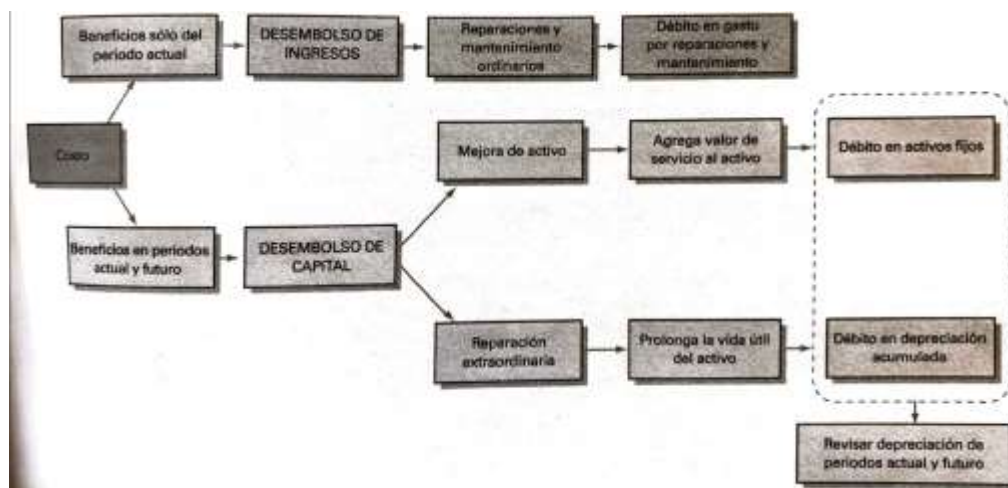 Beneficios sólo del
periodo actual
DESEMBOLSO DE
INGRESOS
Reparaciones y
mantenimiento
ordinarios
Débito en gasto
por reparaciones y
mantenimiento
Costo
Mejora de activo
Agrega valor de
servicio al activo
Débito en activos fijos
Beneficios en periodos
actual y futuro
DESEMBOLSO DE
CAPITAL
Reparación
extraordinaria
Prolonga la vida útil
del activo
Débito en depreciación
acumulada
Revisar depreciación de
periodos actual y futuro